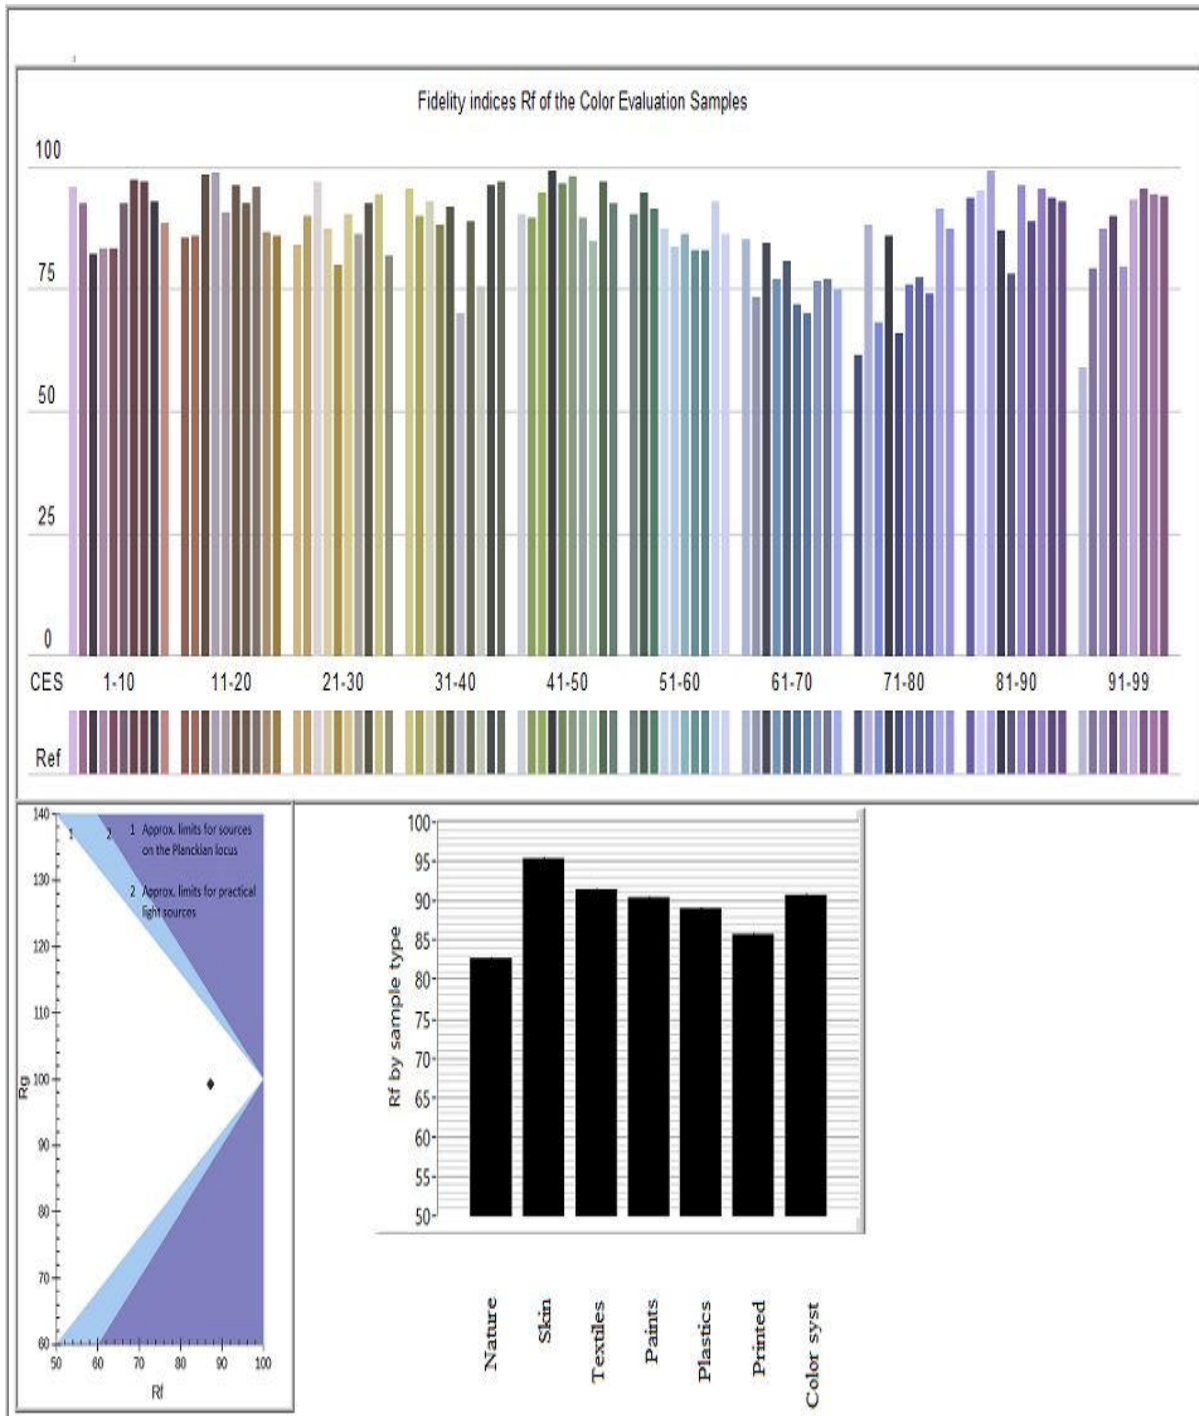 Fidelity indices Rf of the Color Evaluation Samples
100
75
50
25
0
CES 1-10 11-20 21-30 31-40 41-50 51-60 61-70 71-80 81-90 91-99
Ref
140
130
120
110
100
90
80
70
60
Rg
50 60 70 80 90 100
Rf
1 2
1 Approx. limits for sources
on the Planckian locus
2 Approx. limits for practical
light sources
100
95
90
85
80
75
70
65
60
55
50
Rf by sample type
Nature
Skin
Textiles
Paints
Plastics
Printed
Color syst